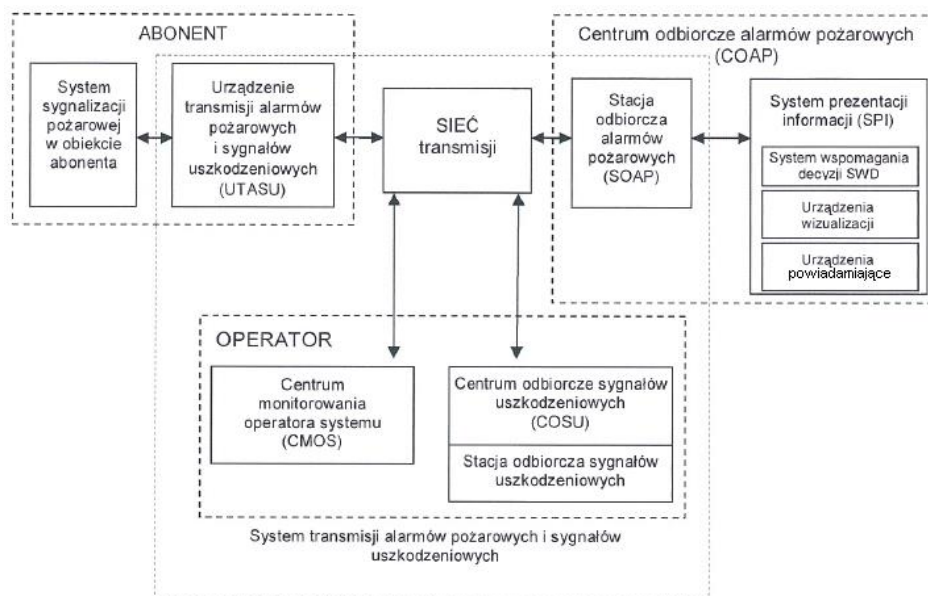 ABONENT
System
sygnalizacji
pożarowej
w obiekcie
abonenta
Urządzenie
transmisji alarmów
pożarowych
i sygnałów
uszkodzeniowych
(UTASU)
SIEĆ
transmisji
Centrum odbiorcze alarmów pożarowych
(COAP)
Stacja
odbiorcza
alarmów
pożarowych
(SOAP)
System prezentacji
informacji (SPI)
System wspomagania
decyzji SWD
Urządzenia
wizualizacji
Urządzenia
powiadamiające
OPERATOR
Centrum
monitorowania
operatora systemu
(CMOS)
Centrum odbiorcze sygnałów
uszkodzeniowych
(COSU)
Stacja odbiorcza sygnałów
uszkodzeniowych
System transmisji alarmów pożarowych i sygnałów
uszkodzeniowych